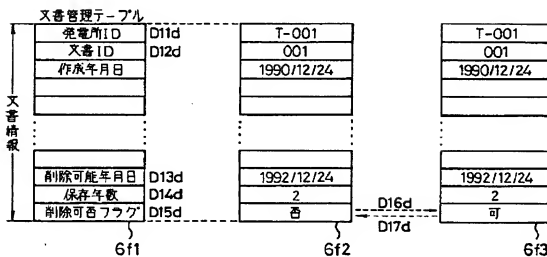 文書管理テーブル
発電所ID D11d T-001 T-001
文書ID D12d 001 001
作成年月日 1990/12/24 1990/12/24
文書情報
削除可能年月日 D13d 1992/12/24 1992/12/24
保存年数 D14d 2 2
削除可否フラグ D15d 否 D16d 可
D17d
6f1 6f2 6f3